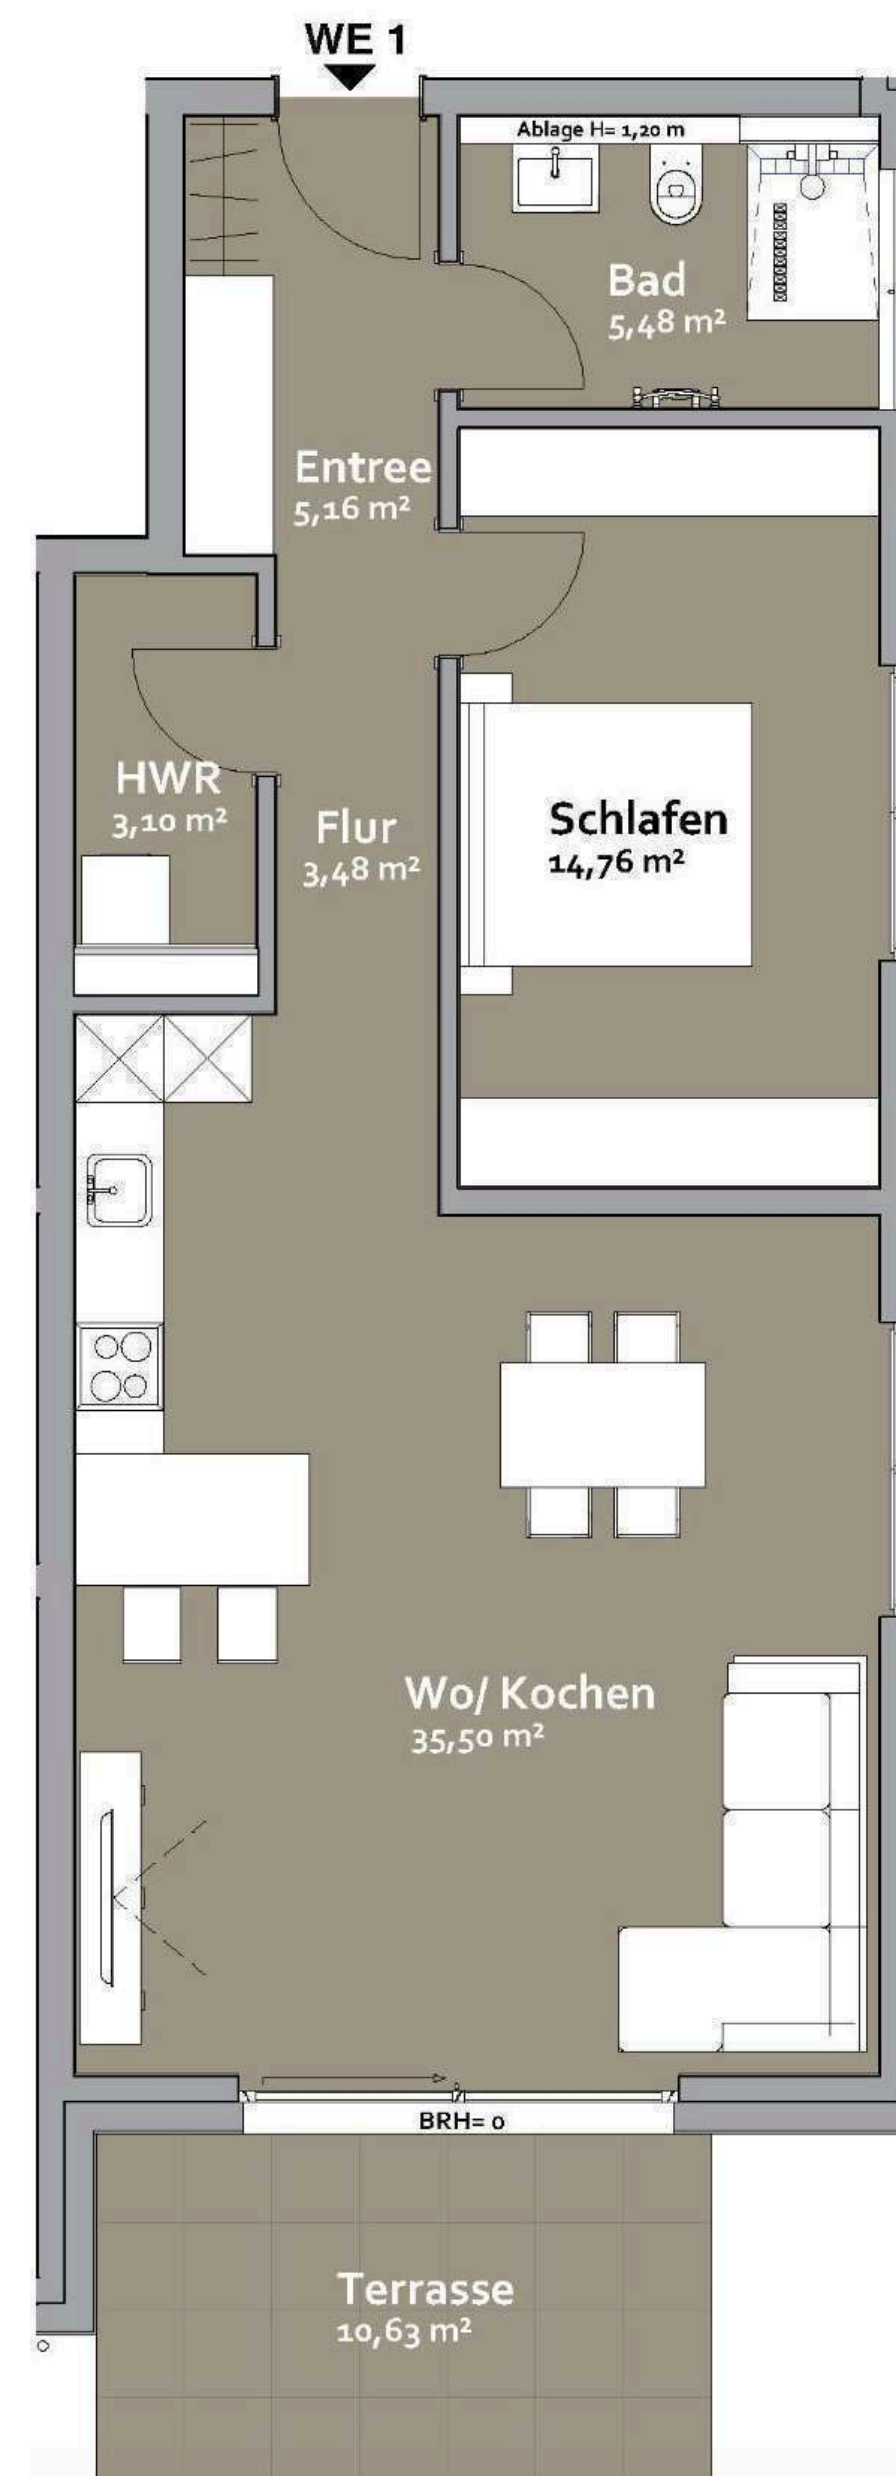 WE 1
Ablage H= 1,20 m
Bad
5,48 m²
Entree
5,16 m²
HWR
3,10 m²
Flur
3,48 m²
Schlafen
14,76 m²
Wo/ Kochen
35,50 m²
BRH= 0
Terrasse
10,63 m²